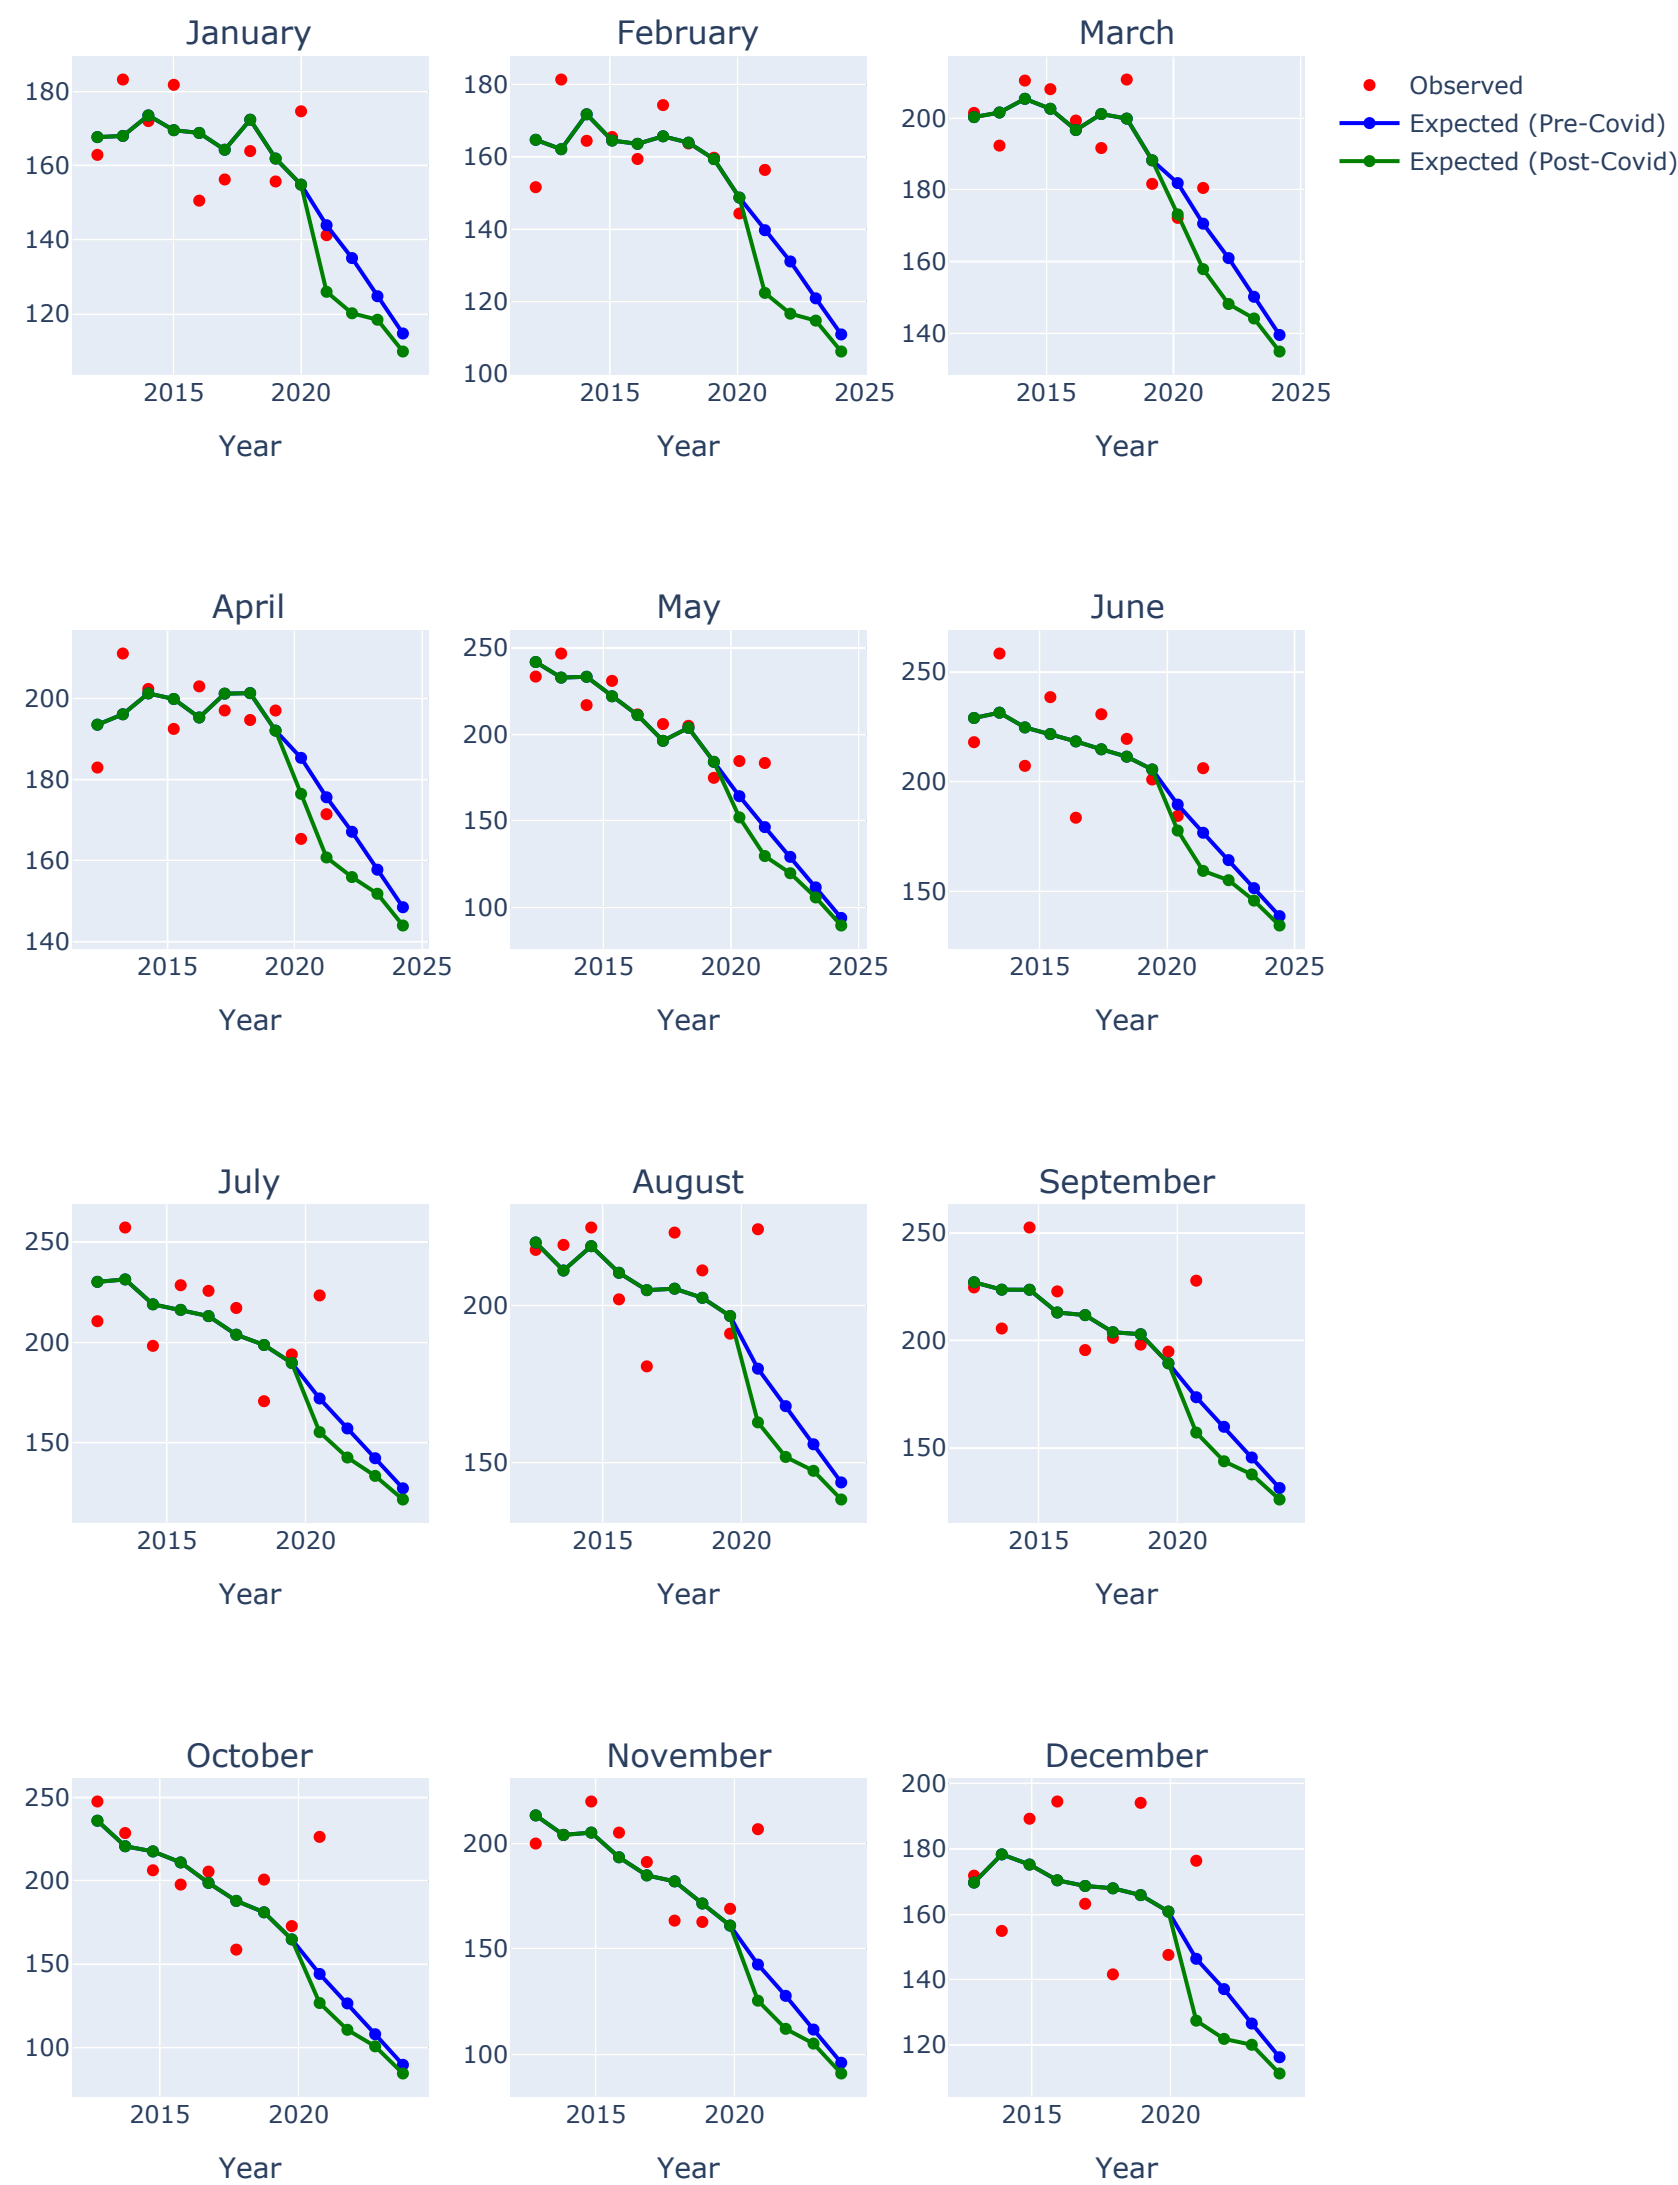 January
February
March
Observed
Expected (Pre-Covid)
Expected (Post-Covid)
180
160
140
120
2015 2020
Year
180
160
140
120
100
2015 2020 2025
Year
200
180
160
140
2015 2020 2025
Year
April
May
June
200
180
160
140
2015 2020 2025
Year
250
200
150
100
2015 2020 2025
Year
250
200
150
2015 2020 2025
Year
July
August
September
250
200
150
2015 2020
Year
200
150
2015 2020
Year
250
200
150
2015 2020
Year
October
November
December
250
200
150
100
2015 2020
Year
200
150
100
2015 2020
Year
200
180
160
140
120
2015 2020
Year